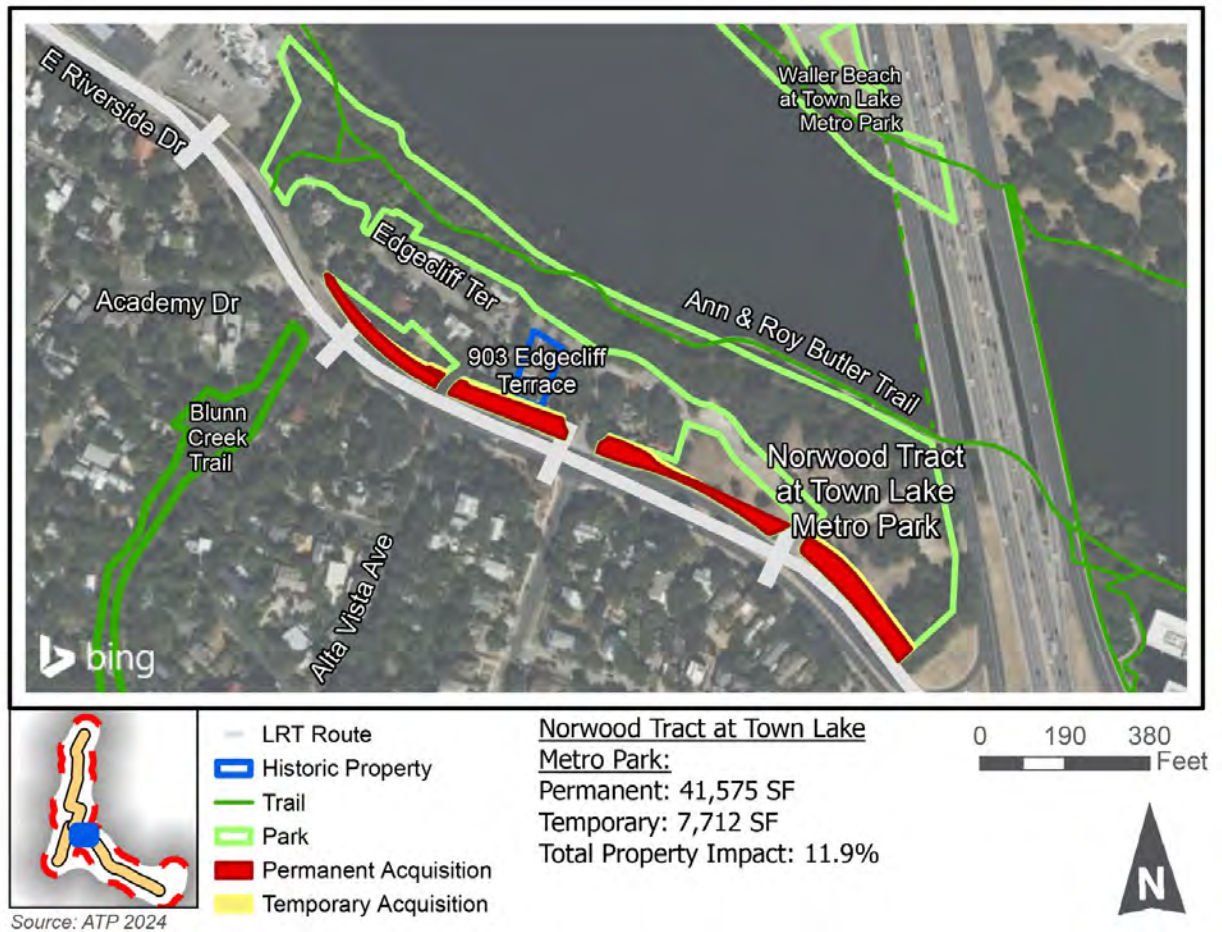 E Riverside Dr
Waller Beach
at Town Lake
Metro Park
Edgecliff Ter
Academy Dr
Ann & Roy Butler Trail
903 Edgecliff
Terrace
Blunn
Creek
Trail
Norwood Tract
at Town Lake
Metro Park
Alta Vista Ave
bing
LRT Route
Historic Property
Trail
Park
Permanent Acquisition
Temporary Acquisition
Norwood Tract at Town Lake
Metro Park:
Permanent: 41,575 SF
Temporary: 7,712 SF
Total Property Impact: 11.9%
0 190 380
Feet
N
Source: ATP 2024